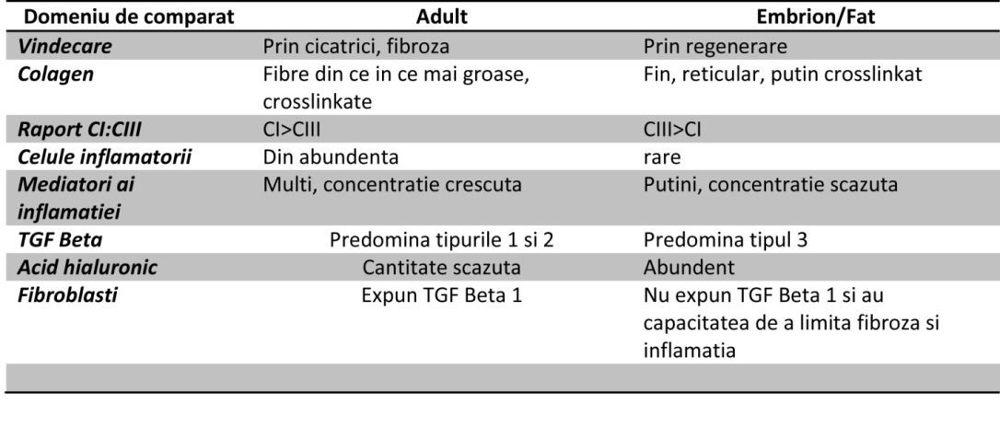 Domeniu de comparat Adult Embrion/Fat
Vindecare Prin cicatrici, fibroza Prin regenerare
Colagen Fibre din ce in ce mai groase, Fin, reticular, putin crosslinkat
crosslinkate
Raport CI:CIII CI>CIII CIII>CI
Celule inflamatorii Din abundenta rare
Mediatori ai Multi, concentratie crescuta Putini, concentratie scazuta
inflamatiei
TGF Beta Predomina tipurile 1 si 2 Predomina tipul 3
Acid hialuronic Cantitate scazuta Abundent
Fibroblasti Expun TGF Beta 1 Nu expun TGF Beta 1 si au
capacitatea de a limita fibroza si
inflamatia